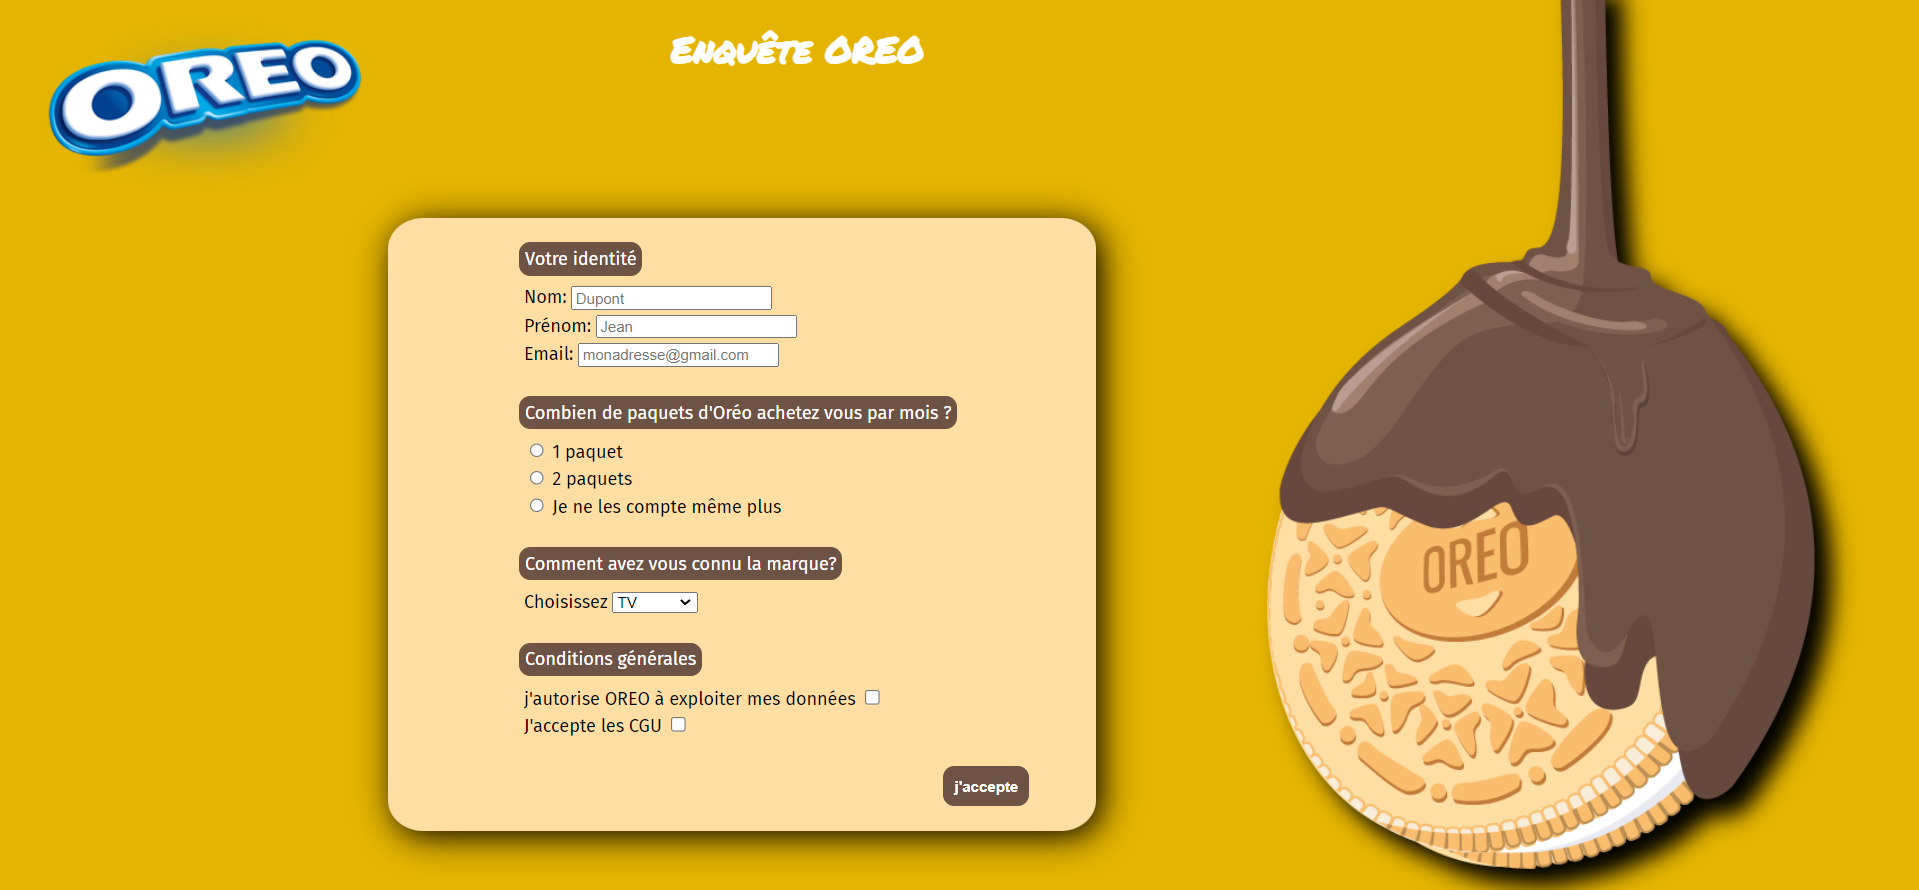 OREO
Enquête OREO
Votre identité
Nom: Dupont
Prénom: Jean
Email: monadresse@gmail.com
Combien de paquets d'Oréo achetez vous par mois ?
1 paquet
2 paquets
Je ne les compte même plus
Comment avez vous connu la marque?
Choisissez TV
Conditions générales
j'autorise OREO à exploiter mes données
J'accepte les CGU
j'accepte
OREO